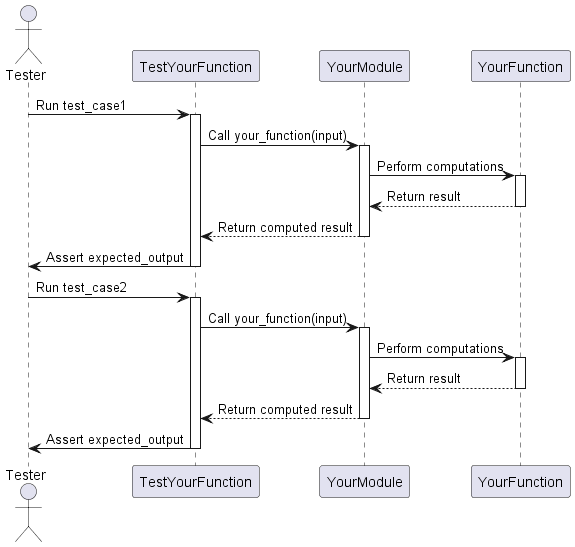 Tester
TestYourFunction
YourModule
YourFunction
Run test_case1
Call your_function(input)
Perform computations
Return result
Return computed result
Assert expected_output
Run test_case2
Call your_function(input)
Perform computations
Return result
Return computed result
Assert expected_output
Tester
TestYourFunction
YourModule
YourFunction